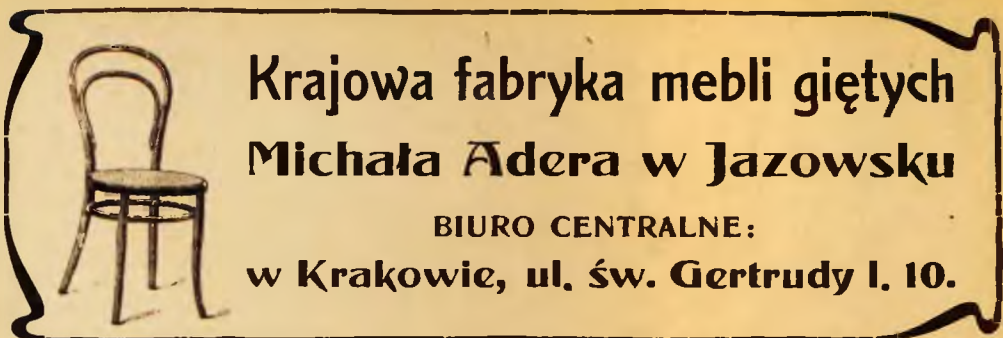 Krajowa fabryka mebli giętych
Michała Adera w Jazowsku
BIURO CENTRALNE:
w Krakowie, ul. św. Gertrudy l. 10.